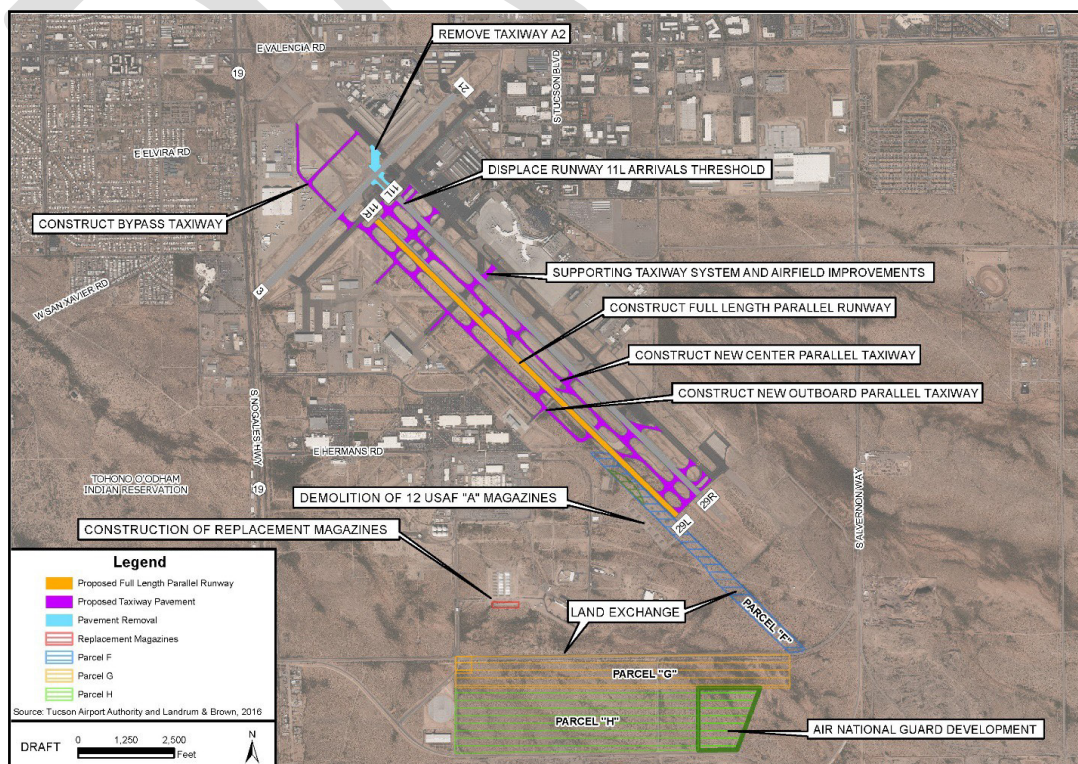 REMOVE TAXIWAY A2
E VALENCIA RD
19
S TUCSON BLVD
21
E ELVIRA RD
DISPLACE RUNWAY 11L ARRIVALS THRESHOLD
11L
11R
CONSTRUCT BYPASS TAXIWAY
SUPPORTING TAXIWAY SYSTEM AND AIRFIELD IMPROVEMENTS
3
W SAN XAVIER RD
CONSTRUCT FULL LENGTH PARALLEL RUNWAY
CONSTRUCT NEW CENTER PARALLEL TAXIWAY
CONSTRUCT NEW OUTBOARD PARALLEL TAXIWAY
S NOGALES HWY
E HERMANS RD
TOHONO O'ODHAM
INDIAN RESERVATION
19
DEMOLITION OF 12 USAF "A" MAGAZINES
29R
29L
S ALVERNON WAY
CONSTRUCTION OF REPLACEMENT MAGAZINES
LAND EXCHANGE
PARCEL "F"
PARCEL "G"
PARCEL "H"
AIR NATIONAL GUARD DEVELOPMENT
Legend
Proposed Full Length Parallel Runway
Proposed Taxiway Pavement
Pavement Removal
Replacement Magazines
Parcel F
Parcel G
Parcel H
Source: Tucson Airport Authority and Landrum & Brown, 2016
DRAFT
0 1,250 2,500
Feet
N